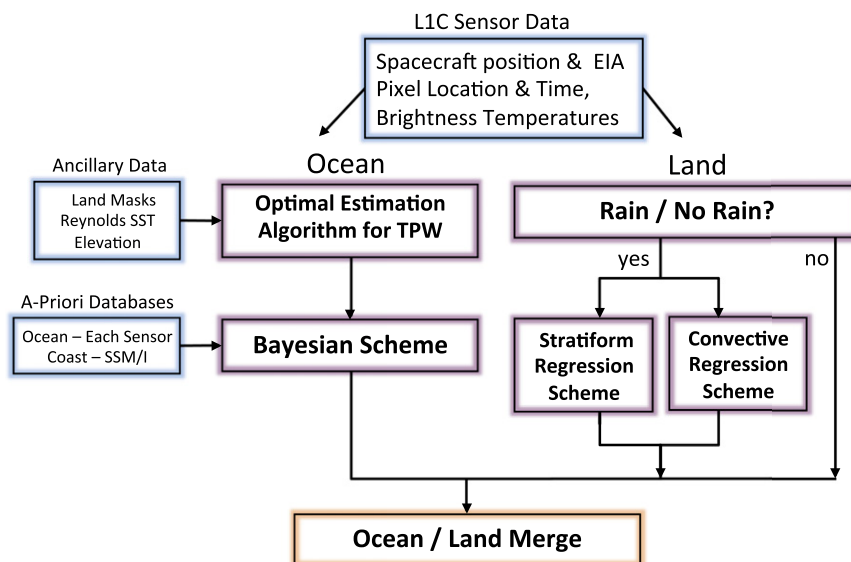 L1C Sensor Data
Spacecraft position & EIA
Pixel Location & Time,
Brightness Temperatures
Ancillary Data
Land Masks
Reynolds SST
Elevation
Ocean
Optimal Estimation
Algorithm for TPW
Land
Rain / No Rain?
yes
no
A-Priori Databases
Ocean – Each Sensor
Coast – SSM/I
Bayesian Scheme
Stratiform
Regression
Scheme
Convective
Regression
Scheme
Ocean / Land Merge